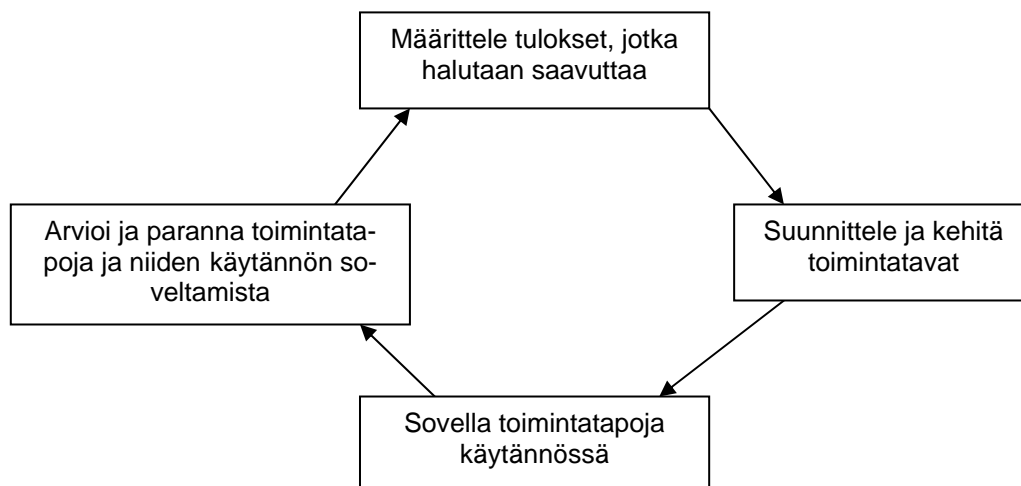 Määrittele tulokset, jotka
halutaan saavuttaa
Suunnittele ja kehitä
toimintatavat
Sovella toimintatapoja
käytännössä
Arvioi ja paranna toimintata-
poja ja niiden käytännön so-
veltamista